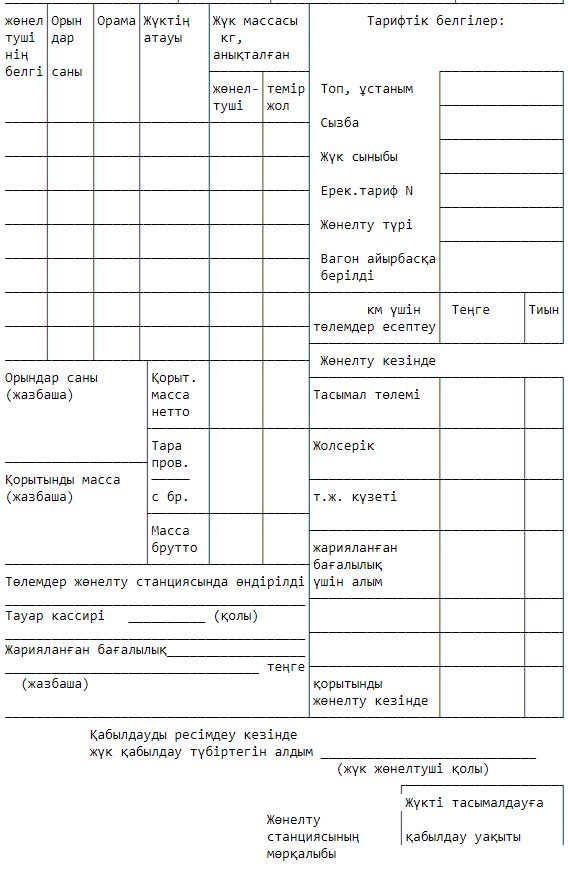 жөнел Орын Орама Жүктің Жүк массасы Тарифтік белгілер:
туші дар атауы кг,
нің анықталған
белгі саны
жөнел- темір Топ, ұстаным
туші жол
Сызба
Жүк сыныбы
Ерек.тариф N
Жөнелту түрі
Вагон айырбасқа
берілді
км үшін Теңге Тиын
төлемдер есептеу
Жөнелту кезінде
Орындар саны Қорыт.
(жазбаша) масса Тасымал төлемі
нетто
Тара Жолсерік
пров.
Қорытынды масса
(жазбаша) с бр. т.ж. күзеті
Масса
брутто жарияланған
бағалылық
Төлемдер жөнелту станциясында өндірілді үшін алым
Тауар кассирі __________ (қолы)
Жарияланған бағалылық__________________
_________________________________ теңге
(жазбаша) қорытынды
жөнелту кезінде
Қабылдауды ресімдеу кезінде
жүк қабылдау түбіртегін алдым ____________________________
(жүк жөнелтуші қолы)
Жүкті тасымалдауға
Жөнелту
станциясының қабылдау уақыты
мөрқалыбы